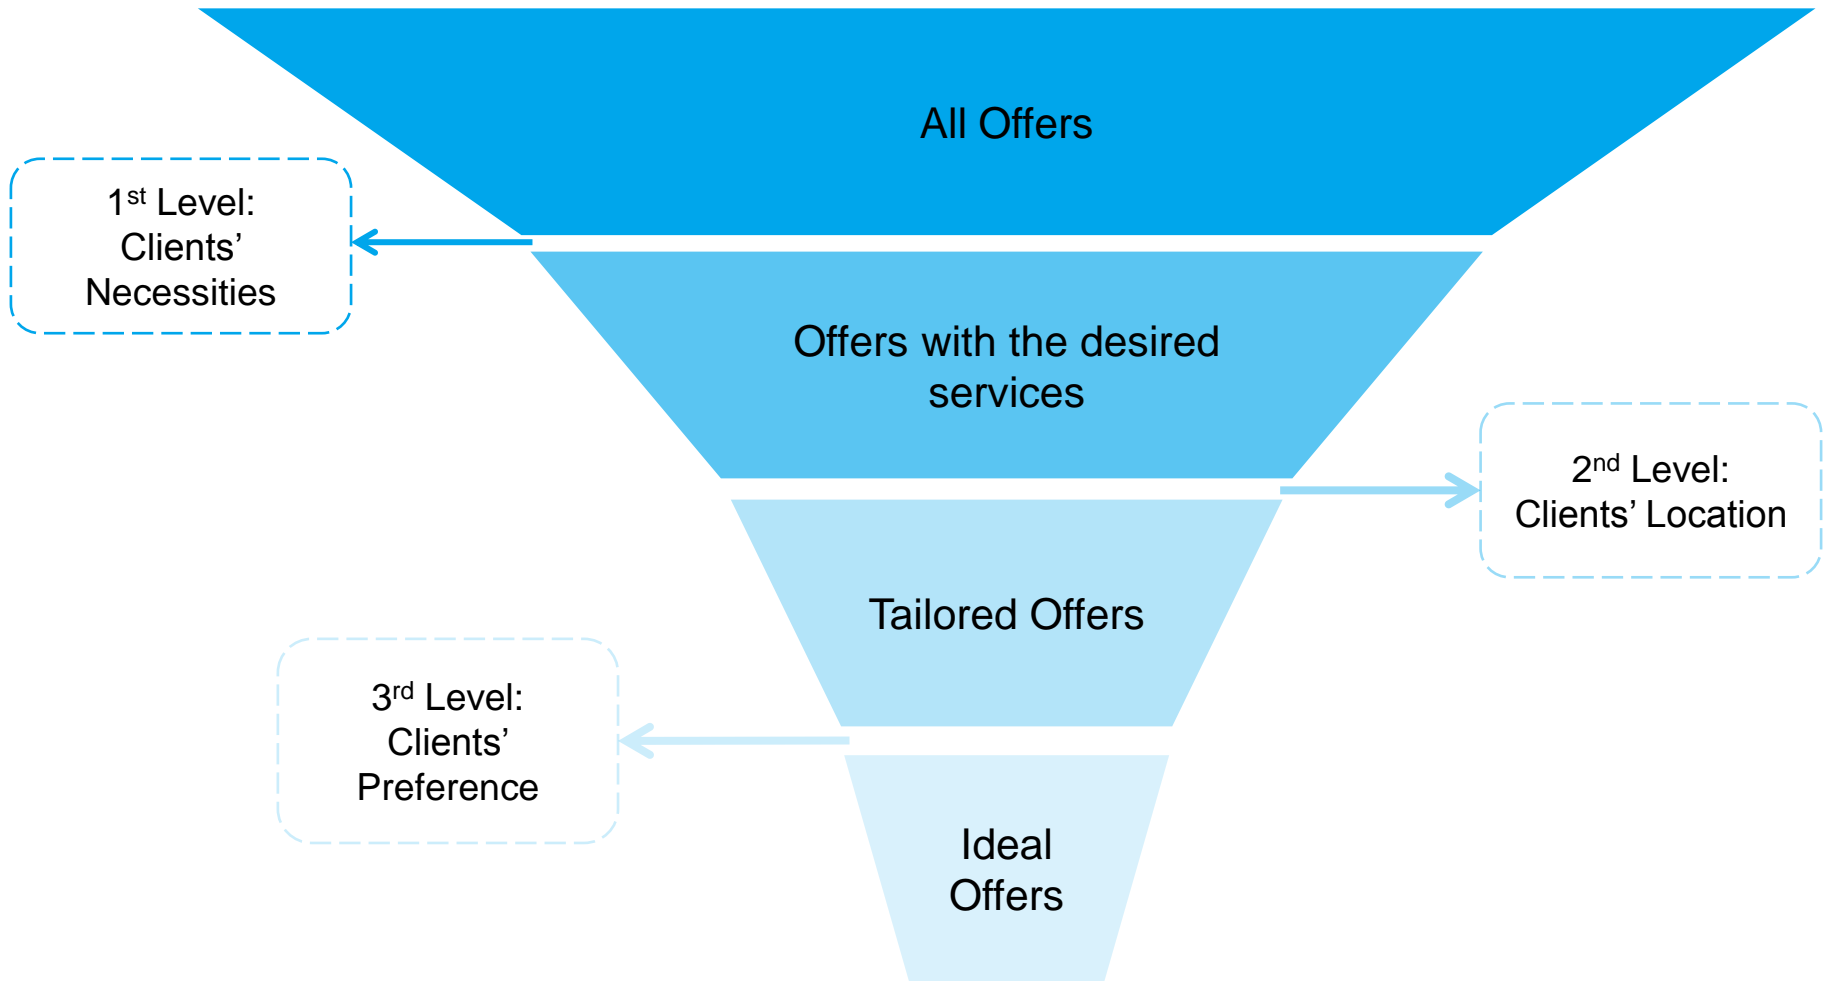 All Offers
1st Level:
Clients’
Necessities
Offers with the desired
services
2nd Level:
Clients’ Location
Tailored Offers
3rd Level:
Clients’
Preference
Ideal
Offers